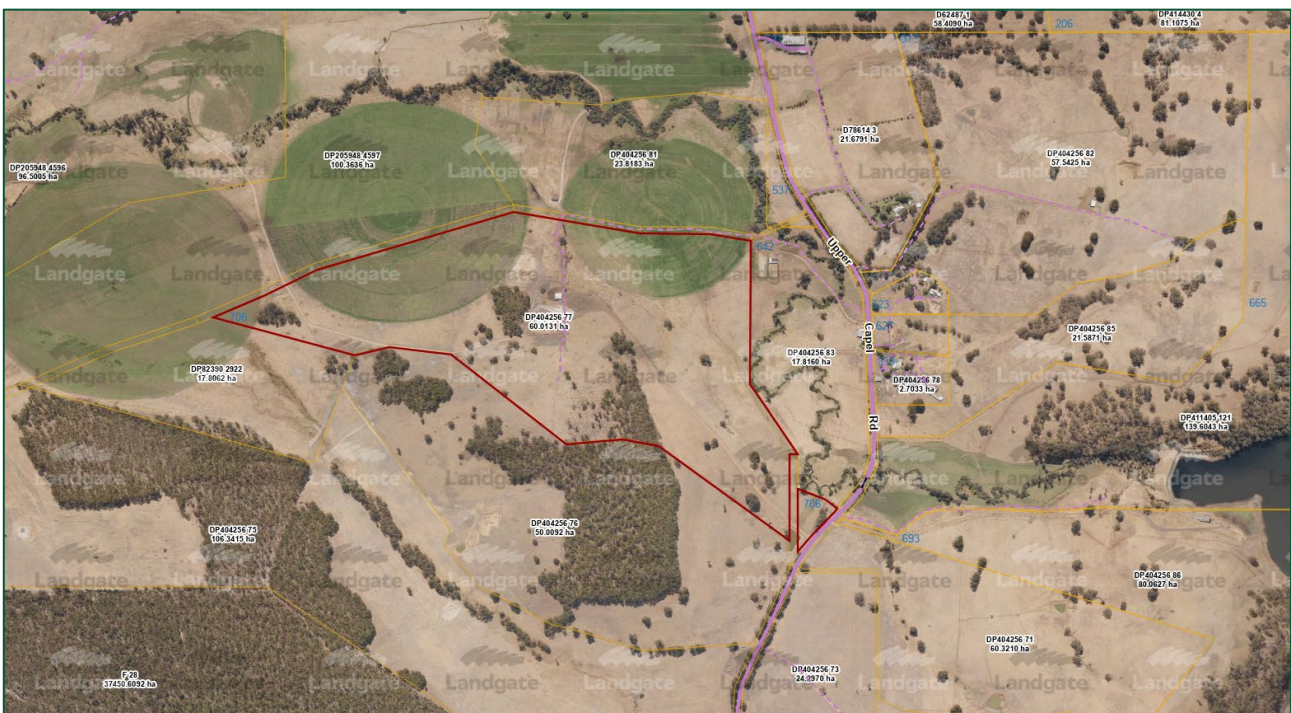 D62487 1
58.4090 ha
206
DP414430 4
81.1075 ha
DP205948 4596
96.5005 ha
DP205948 4597
100.3636 ha
DP404256 81
23.8183 ha
D78614 3
21.6791 ha
DP404256 82
57.5425 ha
537
642
Upper
Capel
Rd
623
665
706
DP404256 77
60.0131 ha
DP404256 83
17.8160 ha
DP404256 85
21.5871 ha
DP82390 2922
17.8062 ha
DP404256 78
2.7033 ha
DP411405 121
139.6043 ha
706
DP404256 75
106.3415 ha
DP404256 76
50.0092 ha
693
DP404256 86
80.0627 ha
DP404256 71
60.3210 ha
F 28
37450.6092 ha
DP404256 73
24.2970 ha
Landgate